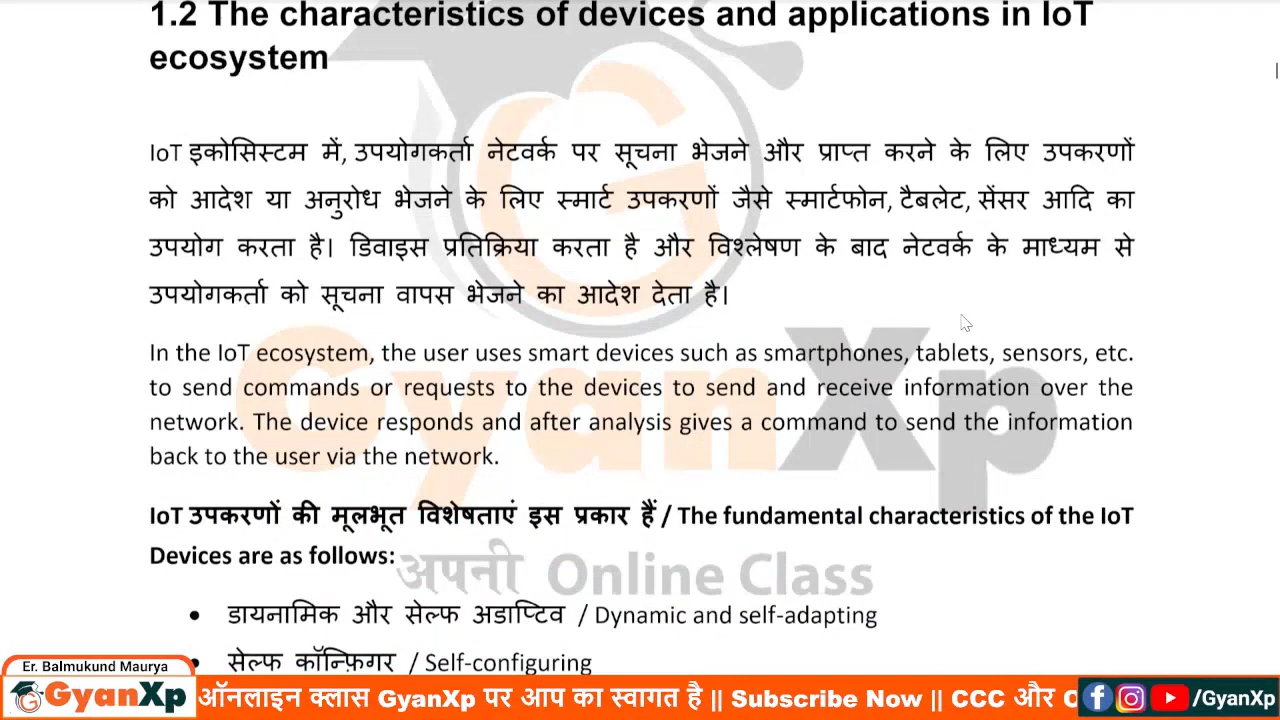 1.2 The characteristics of devices and applications in IoT
ecosystem
IoT इकोसिस्टम में, उपयोगकर्ता नेटवर्क पर सूचना भेजने और प्राप्त करने के लिए उपकरणों
को आदेश या अनुरोध भेजने के लिए स्मार्ट उपकरणों जैसे स्मार्टफोन, टैबलेट, सेंसर आदि का
उपयोग करता है। डिवाइस प्रतिक्रिया करता है और विश्लेषण के बाद नेटवर्क के माध्यम से
उपयोगकर्ता को सूचना वापस भेजने का आदेश देता है।
In the IoT ecosystem, the user uses smart devices such as smartphones, tablets, sensors, etc.
to send commands or requests to the devices to send and receive information over the
network. The device responds and after analysis gives a command to send the information
back to the user via the network.
GyanXp
IoT उपकरणों की मूलभूत विशेषताएं इस प्रकार हैं / The fundamental characteristics of the IoT
Devices are as follows:
अपनी Online Class
• डायनामिक और सेल्फ अडाप्टिव / Dynamic and self-adapting
• सेल्फ कॉन्फ़िगर / Self-configuring
Er. Balmukund Maurya
GyanXp ऑनलाइन क्लास GyanXp पर आप का स्वागत है || Subscribe Now || CCC और /GyanXp